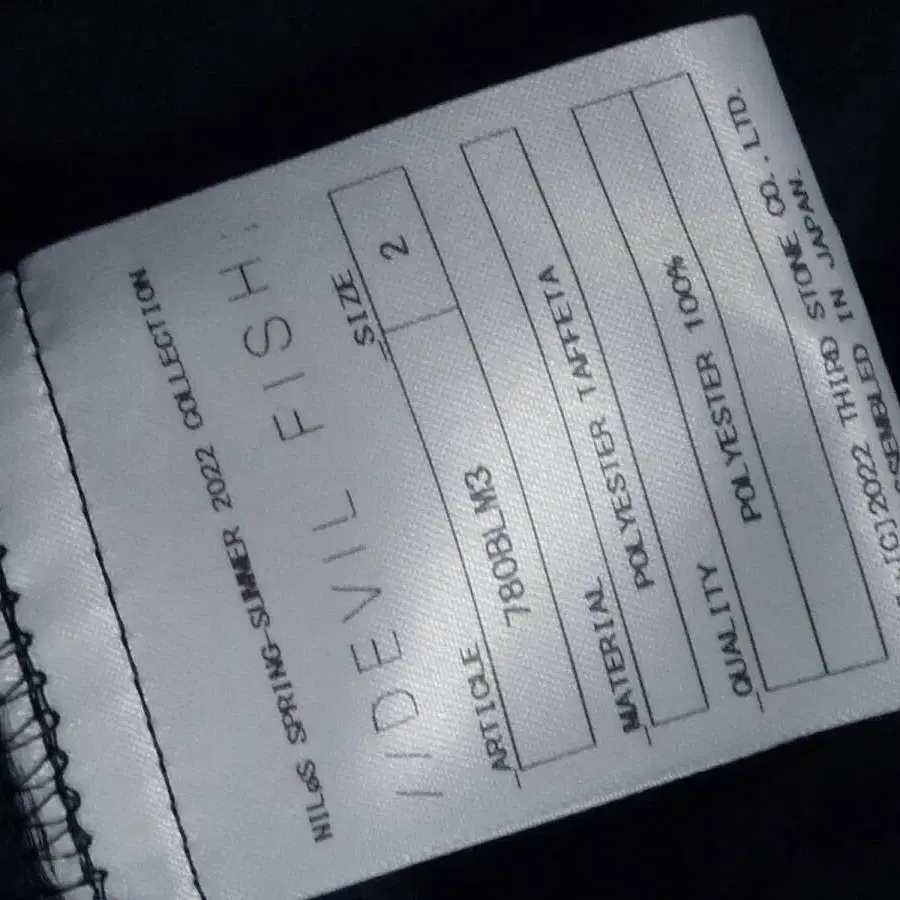 NILøS SPRING-SUMMER 2022 COLLECTION
//DEVIL FISH:
ARTICLE SIZE
780BLM3 2
MATERIAL
POLYESTER TAFFETA
QUALITY
POLYESTER 100%
[C]2022 THIRD STONE CO., LTD.
IN JAPAN.